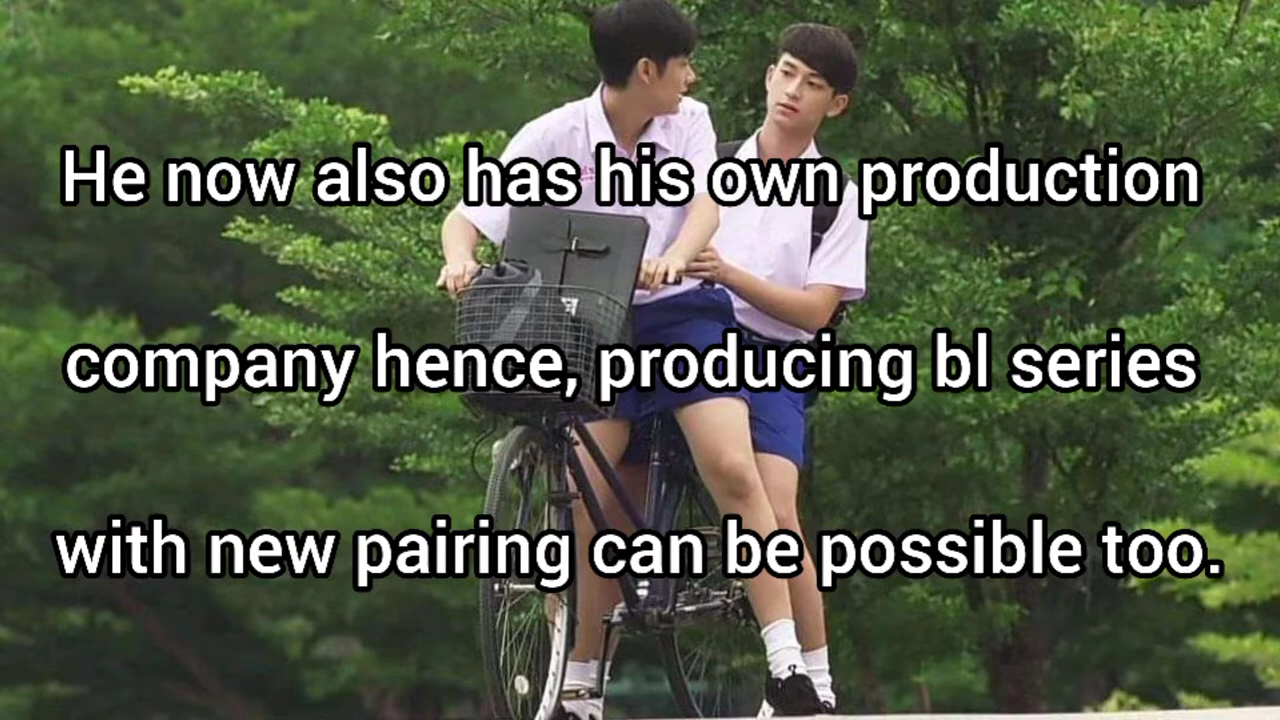 He now also has his own production
company hence, producing bl series
with new pairing can be possible too.